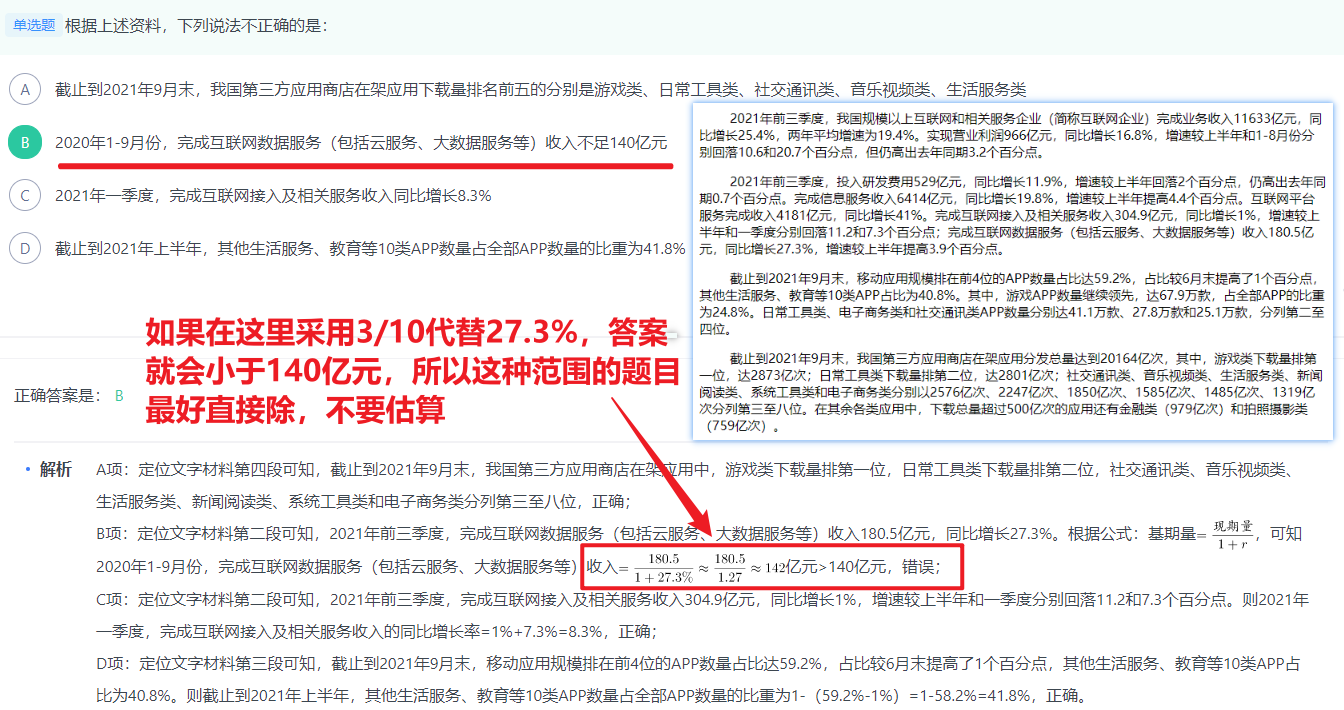 单选题 根据上述资料，下列说法不正确的是：
A 截止到2021年9月末，我国第三方应用商店在架应用下载量排名前五的分别是游戏类、日常工具类、社交通讯类、音乐视频类、生活服务类
B 2020年1-9月份，完成互联网数据服务（包括云服务、大数据服务等）收入不足140亿元
C 2021年一季度，完成互联网接入及相关服务收入同比增长8.3%
D 截止到2021年上半年，其他生活服务、教育等10类APP数量占全部APP数量的比重为41.8%
2021年前三季度，我国规模以上互联网和相关服务企业（简称互联网企业）完成业务收入11633亿元，同
比增长25.4%，两年平均增速为19.4%。实现营业利润966亿元，同比增长16.8%，增速较上半年和1-8月份分
别回落10.6和20.7个百分点，但仍高出去年同期3.2个百分点。
2021年前三季度，投入研发费用529亿元，同比增长11.9%，增速较上半年回落2个百分点，仍高出去年同
期0.7个百分点。完成信息服务收入6414亿元，同比增长19.8%，增速较上半年提高4.4个百分点。互联网平台
服务完成收入4181亿元，同比增长41%。完成互联网接入及相关服务收入304.9亿元，同比增长1%，增速较上
半年和一季度分别回落11.2和7.3个百分点；完成互联网数据服务（包括云服务、大数据服务等）收入180.5亿
元，同比增长27.3%，增速较上半年提高3.9个百分点。
截止到2021年9月末，移动应用规模排在前4位的APP数量占比达59.2%，占比较6月末提高了1个百分点，
其他生活服务、教育等10类APP占比为40.8%。其中，游戏APP数量继续领先，达67.9万款，占全部APP的比重
为24.8%。日常工具类、电子商务类和社交通讯类APP数量分别达41.1万款、27.8万款和25.1万款，分列第二至
四位。
截止到2021年9月末，我国第三方应用商店在架应用分发总量达到20164亿次，其中，游戏类下载量排第
一位，达2873亿次；日常工具类下载量排第二位，达2801亿次；社交通讯类、音乐视频类、生活服务类、新闻
阅读类、系统工具类和电子商务类分别以2576亿次、2247亿次、1850亿次、1585亿次、1485亿次、1319亿
次分列第三至八位。在其余各类应用中，下载总量超过500亿次的应用还有金融类（979亿次）和拍照摄影类
（759亿次）。
如果在这里采用3/10代替27.3%，答案
就会小于140亿元，所以这种范围的题目
最好直接除，不要估算
正确答案是： B
解析 A项：定位文字材料第四段可知，截止到2021年9月末，我国第三方应用商店在架应用中，游戏类下载量排第一位，日常工具类下载量排第二位，社交通讯类、音乐视频类、
生活服务类、新闻阅读类、系统工具类和电子商务类分列第三至八位，正确；
B项：定位文字材料第二段可知，2021年前三季度，完成互联网数据服务（包括云服务、大数据服务等）收入180.5亿元，同比增长27.3%。根据公式：基期量=现期量/1+r，可知
2020年1-9月份，完成互联网数据服务（包括云服务、大数据服务等）收入=180.5/1+27.3%≈180.5/1.27≈142亿元>140亿元，错误；
C项：定位文字材料第二段可知，2021年前三季度，完成互联网接入及相关服务收入304.9亿元，同比增长1%，增速较上半年和一季度分别回落11.2和7.3个百分点。则2021年
一季度，完成互联网接入及相关服务收入的同比增长率=1%+7.3%=8.3%，正确；
D项：定位文字材料第三段可知，截止到2021年9月末，移动应用规模排在前4位的APP数量占比达59.2%，占比较6月末提高了1个百分点，其他生活服务、教育等10类APP占
比为40.8%。则截止到2021年上半年，其他生活服务、教育等10类APP数量占全部APP数量的比重为1-（59.2%-1%）=1-58.2%=41.8%，正确。